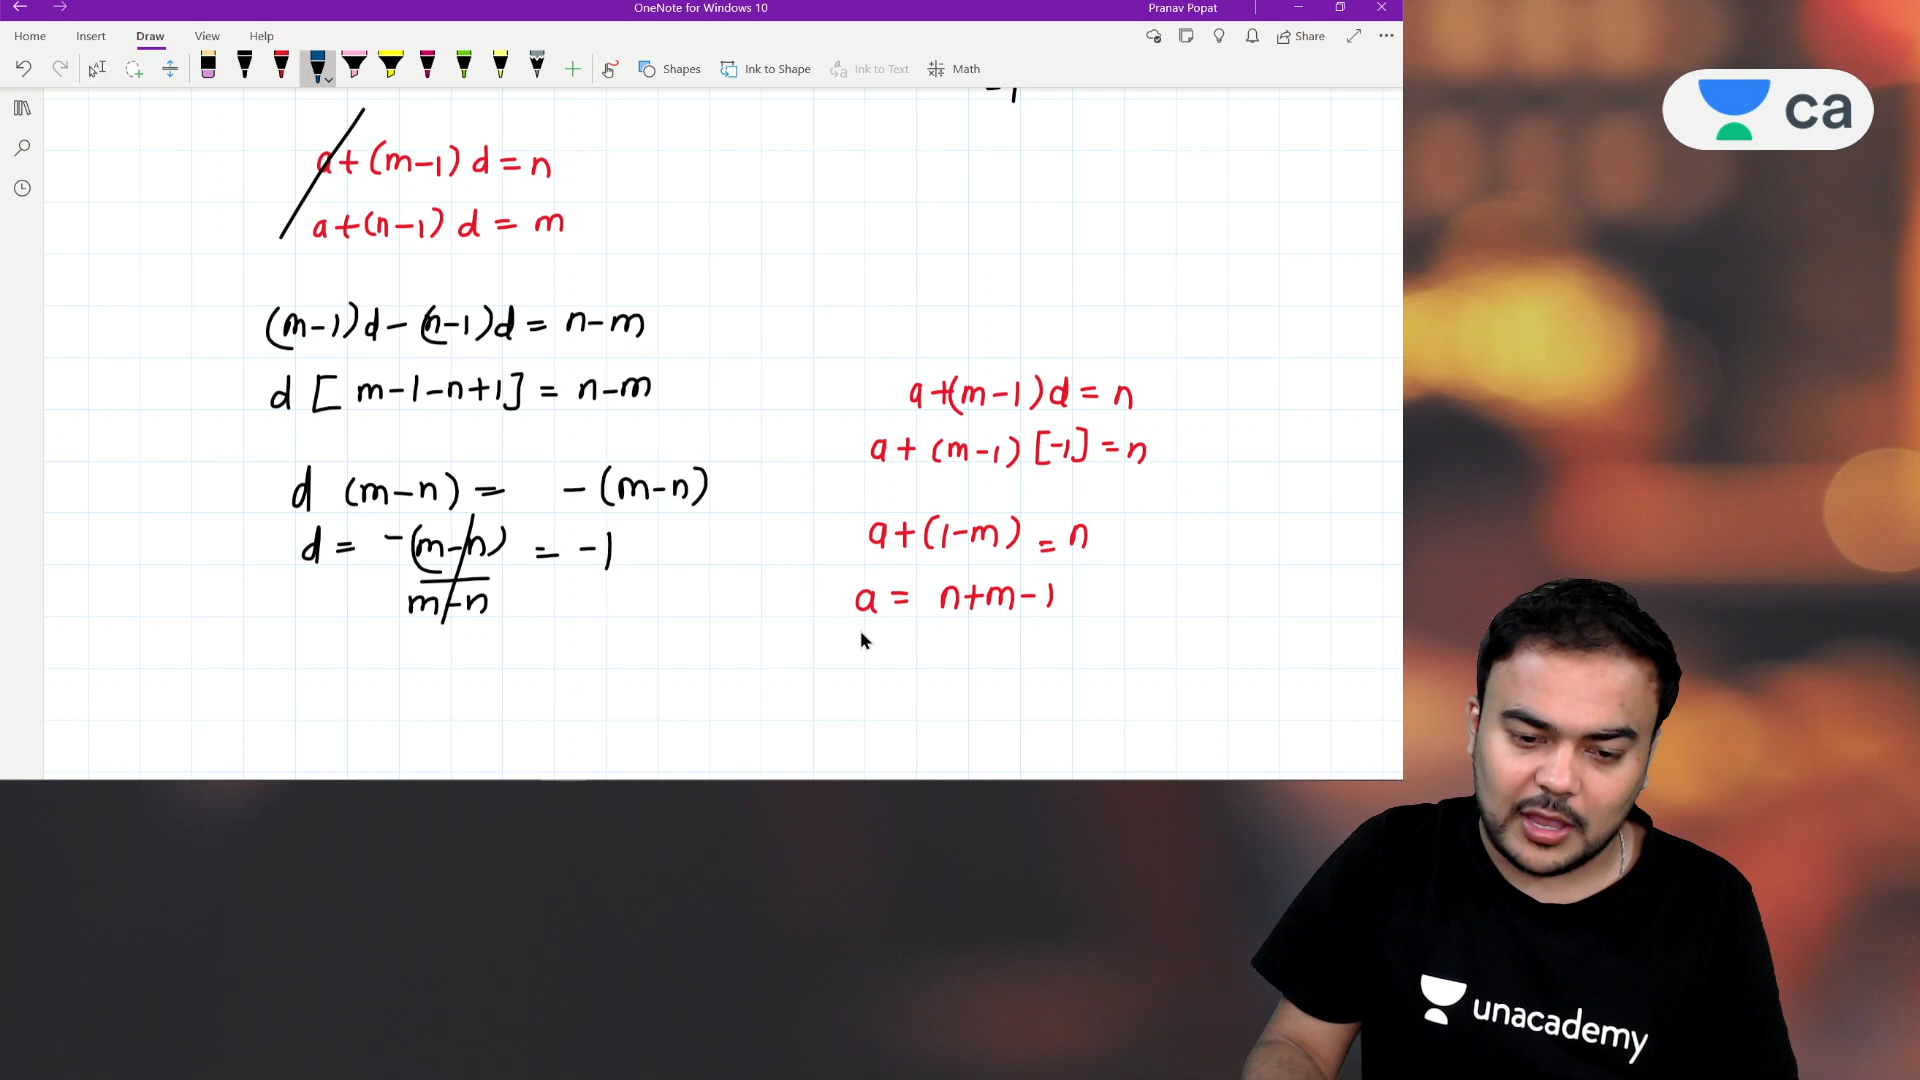 OneNote for Windows 10
Pranav Popat
Home Insert Draw View Help
Share
Shapes Ink to Shape Ink to Text Math
-1
a+(m-1)d=n
a+(n-1)d=m
(m-1)d-(n-1)d=n-m
d[m-1-n+1]=n-m
d(m-n)= -(m-n)
d= -(m-n)/m-n = -1
a+(m-1)d=n
a+(m-1)[-1]=n
a+(1-m)=n
a= n+m-1
ca
unacademy